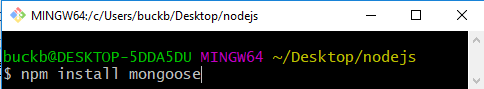 MINGW64:/c/Users/buckb/Desktop/nodejs
buckb@DESKTOP-5DDA5DU MINGW64 ~/Desktop/nodejs
$ npm install mongoose